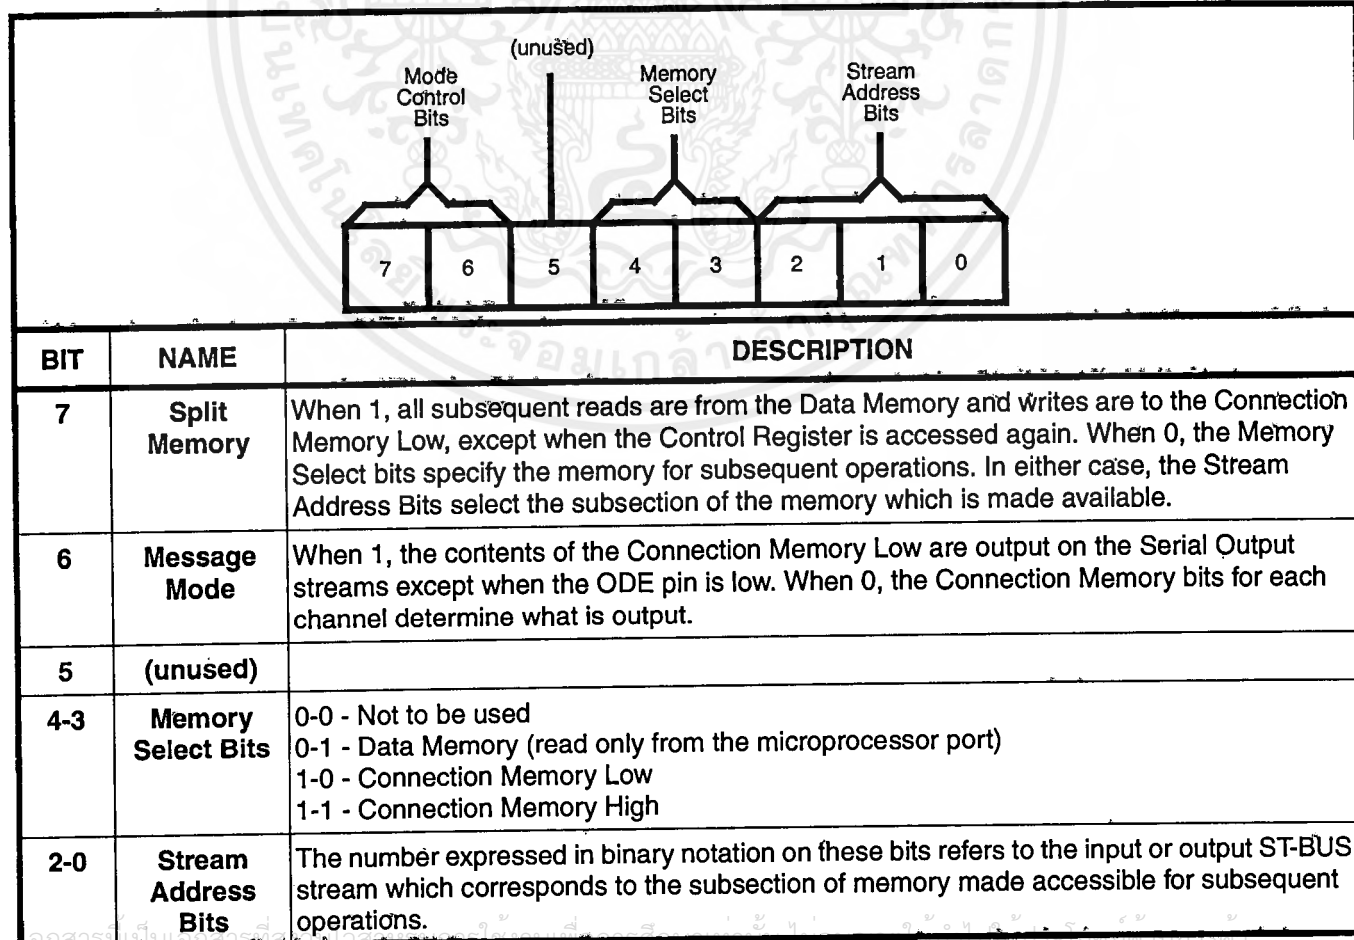 (unused)
Mode
Control
Bits
Memory
Select
Bits
Stream
Address
Bits
7 6 5 4 3 2 1 0
BIT NAME DESCRIPTION
7 Split Memory When 1, all subsequent reads are from the Data Memory and writes are to the Connection
Memory Low, except when the Control Register is accessed again. When 0, the Memory
Select bits specify the memory for subsequent operations. In either case, the Stream
Address Bits select the subsection of the memory which is made available.
6 Message Mode When 1, the contents of the Connection Memory Low are output on the Serial Output
streams except when the ODE pin is low. When 0, the Connection Memory bits for each
channel determine what is output.
5 (unused)
4-3 Memory Select Bits 0-0 - Not to be used
0-1 - Data Memory (read only from the microprocessor port)
1-0 - Connection Memory Low
1-1 - Connection Memory High
2-0 Stream Address Bits The number expressed in binary notation on these bits refers to the input or output ST-BUS
stream which corresponds to the subsection of memory made accessible for subsequent
operations.